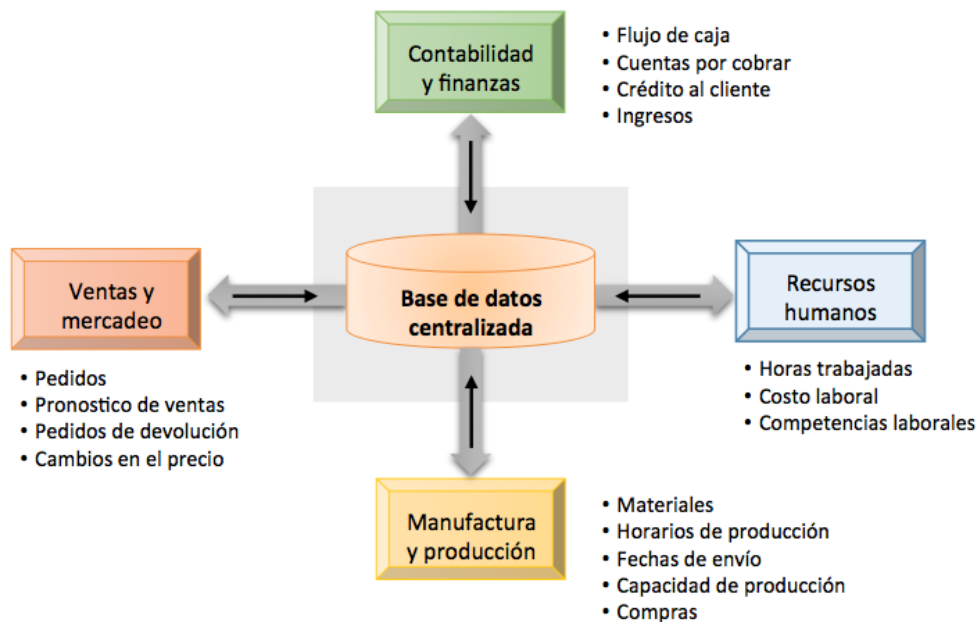 Contabilidad
y finanzas
• Flujo de caja
• Cuentas por cobrar
• Crédito al cliente
• Ingresos
Ventas y
mercadeo
• Pedidos
• Pronostico de ventas
• Pedidos de devolución
• Cambios en el precio
Base de datos
centralizada
Recursos
humanos
• Horas trabajadas
• Costo laboral
• Competencias laborales
Manufactura
y producción
• Materiales
• Horarios de producción
• Fechas de envío
• Capacidad de producción
• Compras